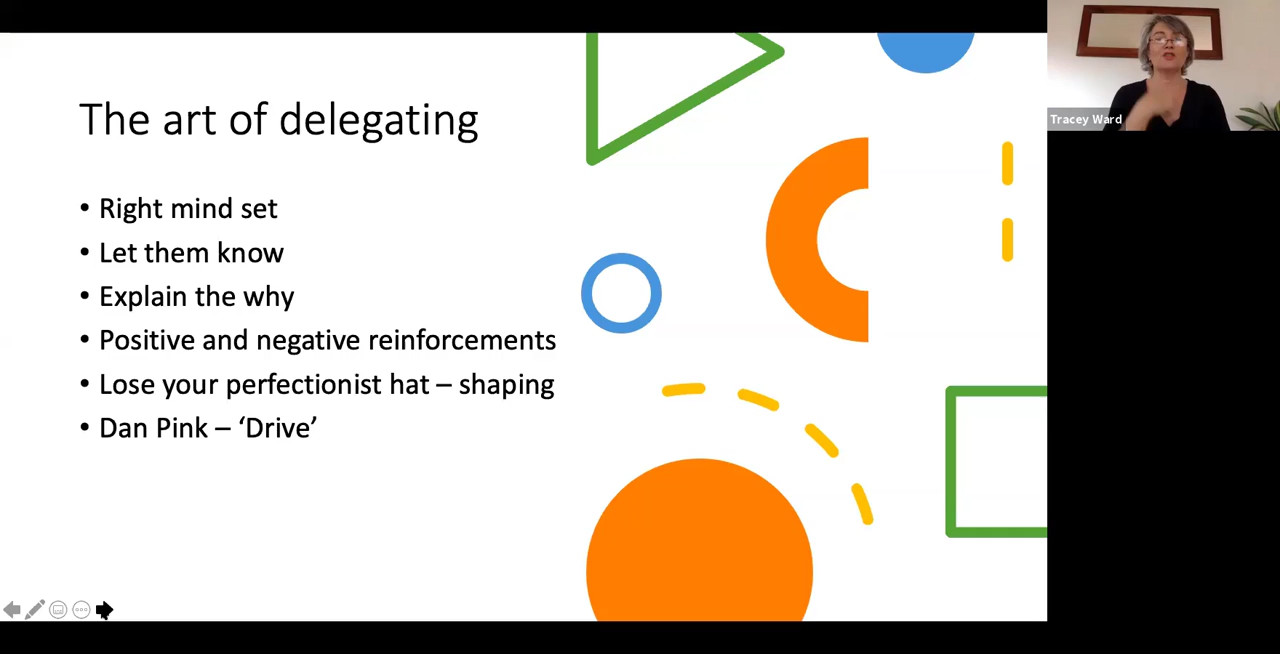 The art of delegating
• Right mind set
• Let them know
• Explain the why
• Positive and negative reinforcements
• Lose your perfectionist hat – shaping
• Dan Pink – ‘Drive’
Tracey Ward